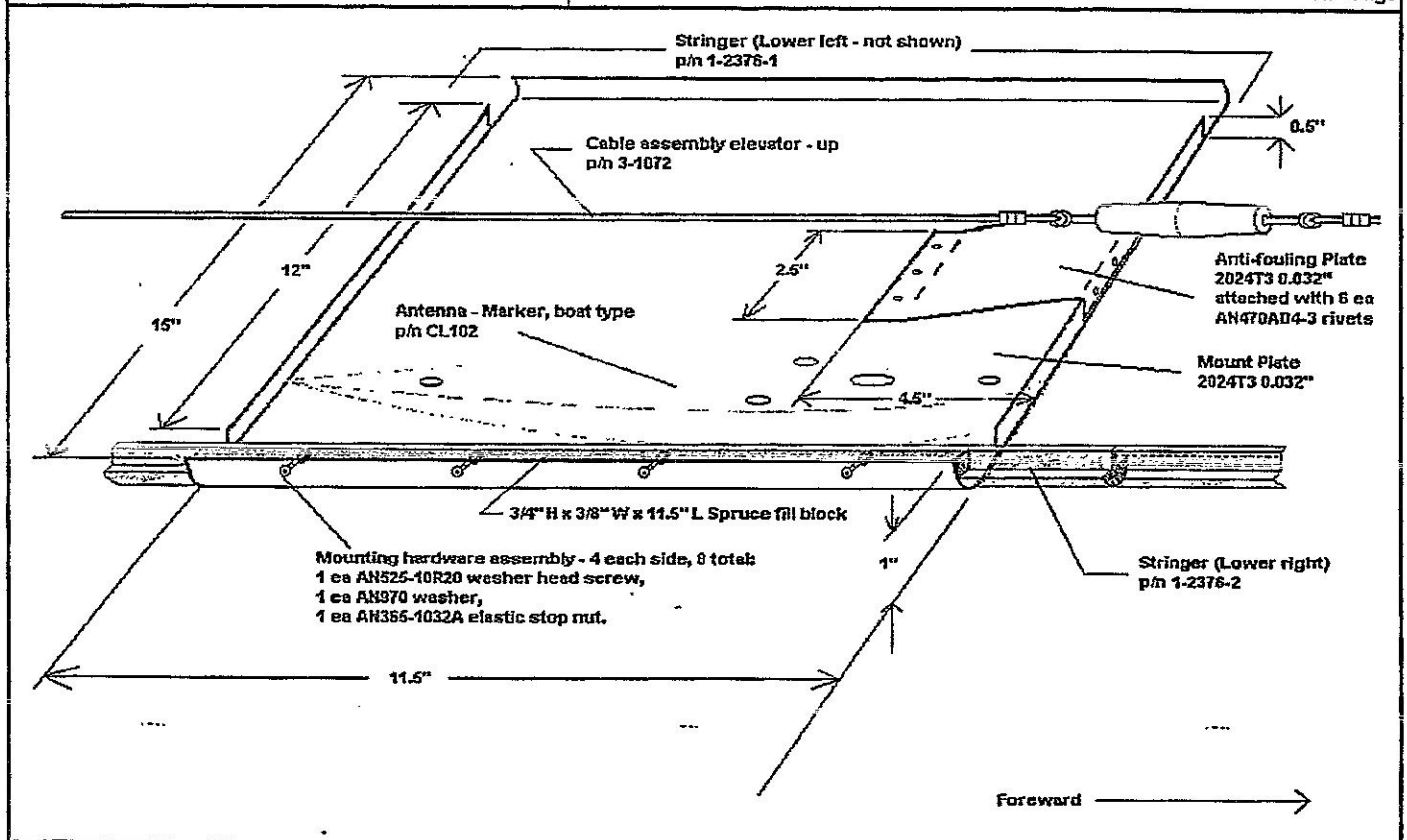 Stringer (Lower left - not shown)
p/n 1-2376-1
0.5"
Cable assembly elevator - up
p/n 3-1072
12"
2.5"
15"
Anti-fouling Plate
2024T3 0.032"
attached with 6 ea
AN470AD4-3 rivets
Antenna - Marker, boat type
p/n CL102
Mount Plate
2024T3 0.032"
4.5"
3/4" H x 3/8" W x 11.5" L Spruce fill block
Mounting hardware assembly - 4 each side, 8 total:
1 ea AN525-10R20 washer head screw,
1 ea AN970 washer,
1 ea AN365-1032A elastic stop nut.
1"
Stringer (Lower right)
p/n 1-2376-2
11.5"
Foreward